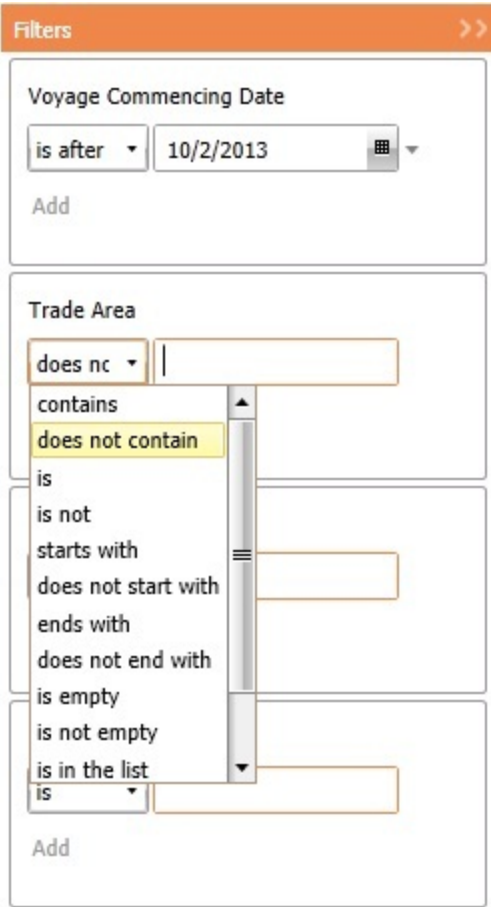 Filters >>
Voyage Commencing Date
is after 10/2/2013
Add
Trade Area
does nc
contains
does not contain
is
is not
starts with
does not start with
ends with
does not end with
is empty
is not empty
is in the list
is
Add